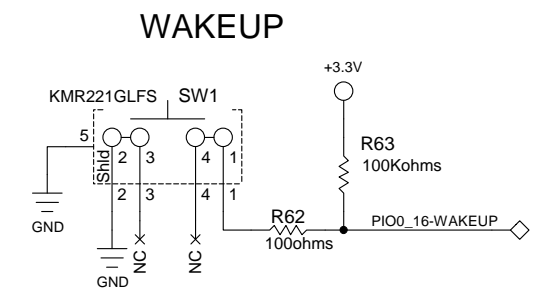 WAKEUP
+3.3V
KMR221GLFS SW1
5 Shld 2 3 4 1
R63
100Kohms
2 3 4 1
GND
R62
100ohms
PIO0_16-WAKEUP
NC NC
GND